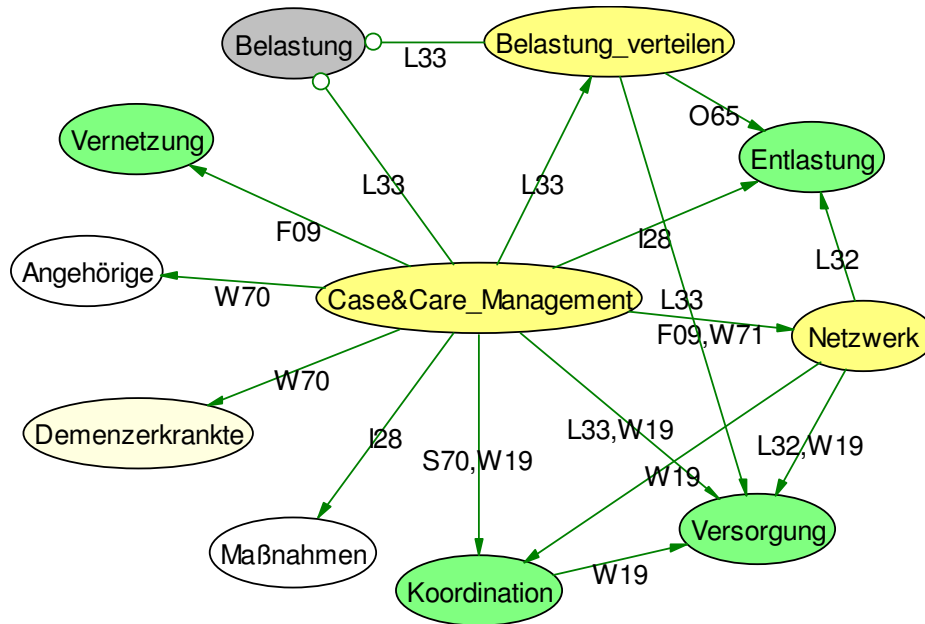 Belastung
Belastung_verteilen
L33
O65
Vernetzung
Entlastung
L33
L33
F09
I28
L32
Angehörige
W70
Case&Care_Management
L33
F09,W71
Netzwerk
W70
Demenzerkrankte
I28
L33,W19
L32,W19
S70,W19
W19
Versorgung
Maßnahmen
Koordination
W19